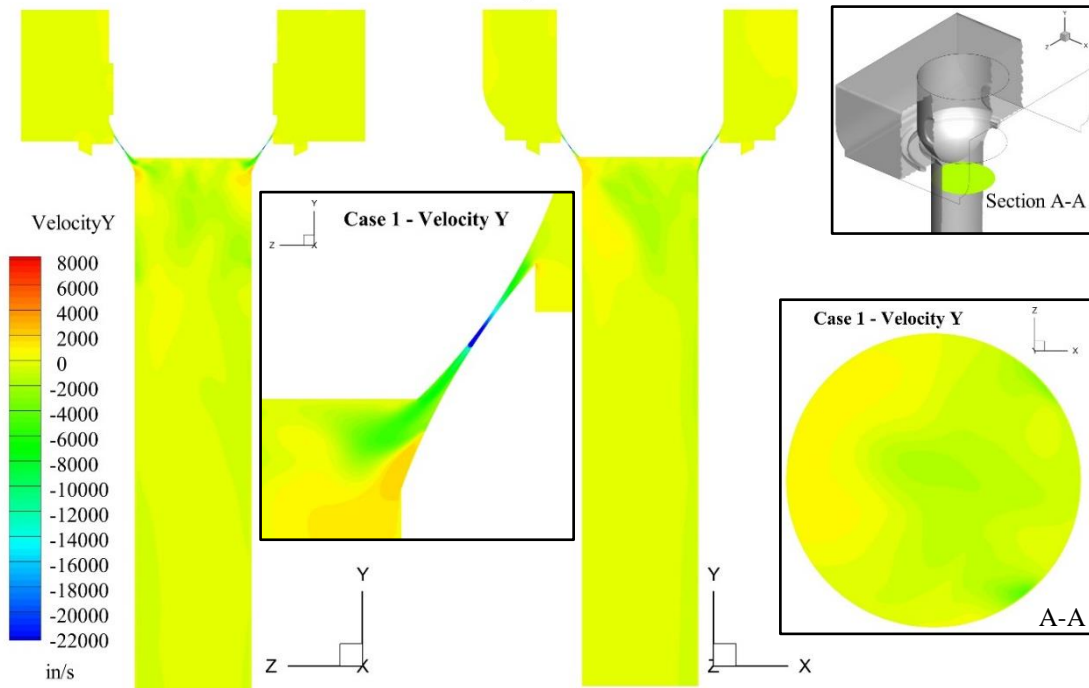 VelocityY
8000
6000
4000
2000
0
-2000
-4000
-6000
-8000
-10000
-12000
-14000
-16000
-18000
-20000
-22000
in/s
Y
Z X
Case 1 - Velocity Y
Y
Z X
Y
Z X
Y
Z X
Section A-A
Case 1 - Velocity Y
Z
Y X
A-A